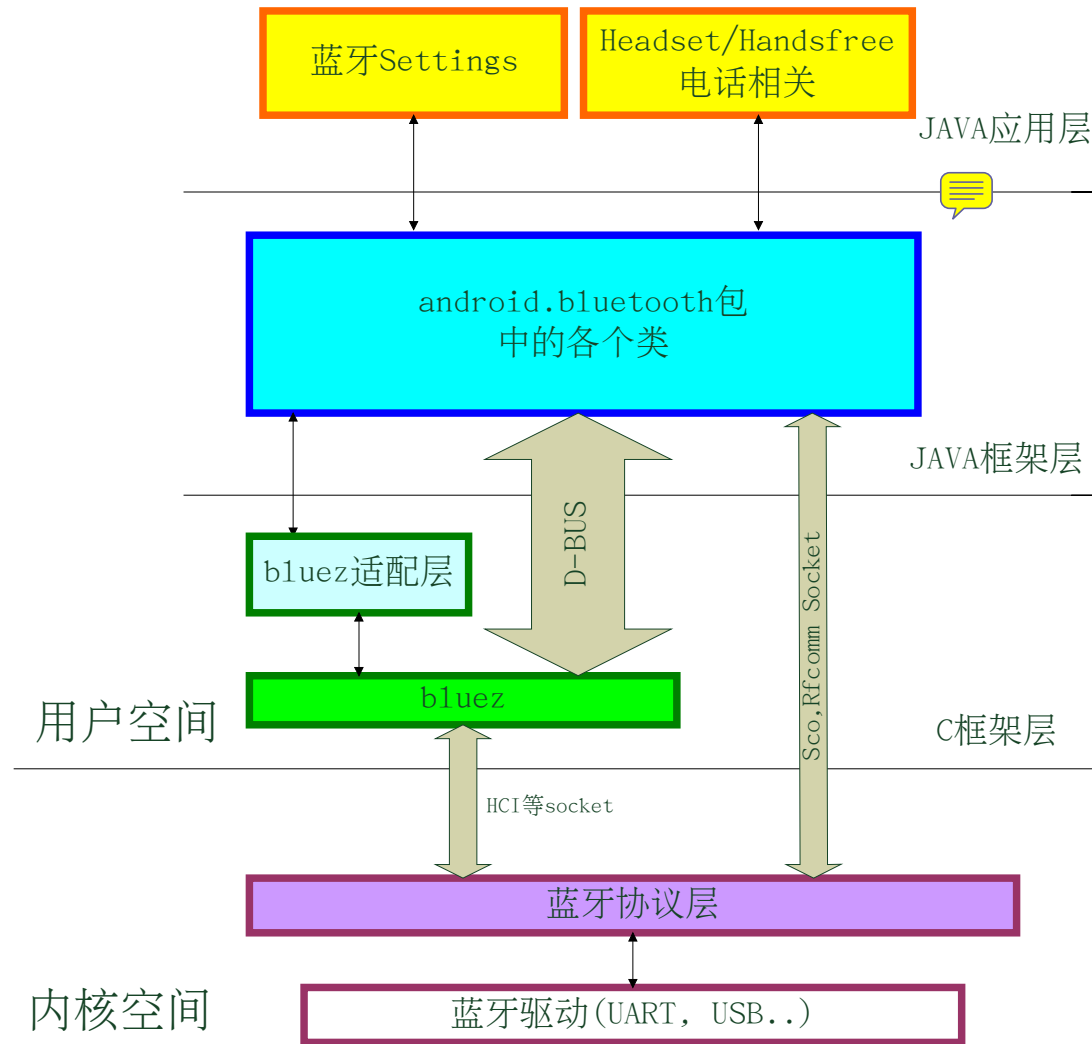 蓝牙Settings
Headset/Handsfree
电话相关
JAVA应用层
android.bluetooth包
中的各个类
JAVA框架层
D-BUS
Sco,Rfcomm Socket
bluez适配层
bluez
用户空间
C框架层
HCI等socket
蓝牙协议层
内核空间
蓝牙驱动(UART, USB..)